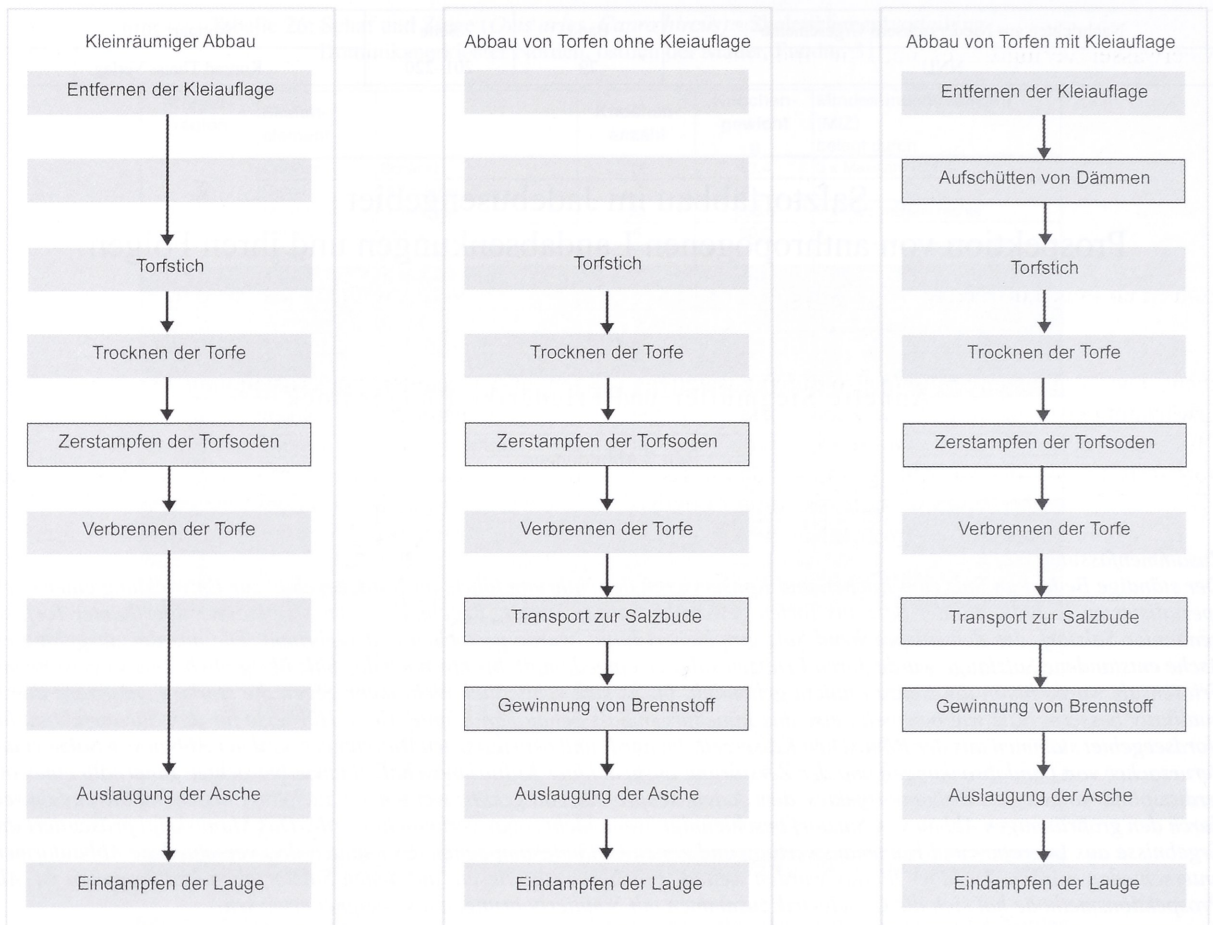 Kleinräumiger Abbau
Entfernen der Kleiauflage
Torfstich
Trocknen der Torfe
Zerstampfen der Torfsoden
Verbrennen der Torfe
Auslaugung der Asche
Eindampfen der Lauge
Abbau von Torfen ohne Kleiauflage
Torfstich
Trocknen der Torfe
Zerstampfen der Torfsoden
Verbrennen der Torfe
Transport zur Salzbude
Gewinnung von Brennstoff
Auslaugung der Asche
Eindampfen der Lauge
Abbau von Torfen mit Kleiauflage
Entfernen der Kleiauflage
Aufschütten von Dämmen
Torfstich
Trocknen der Torfe
Zerstampfen der Torfsoden
Verbrennen der Torfe
Transport zur Salzbude
Gewinnung von Brennstoff
Auslaugung der Asche
Eindampfen der Lauge